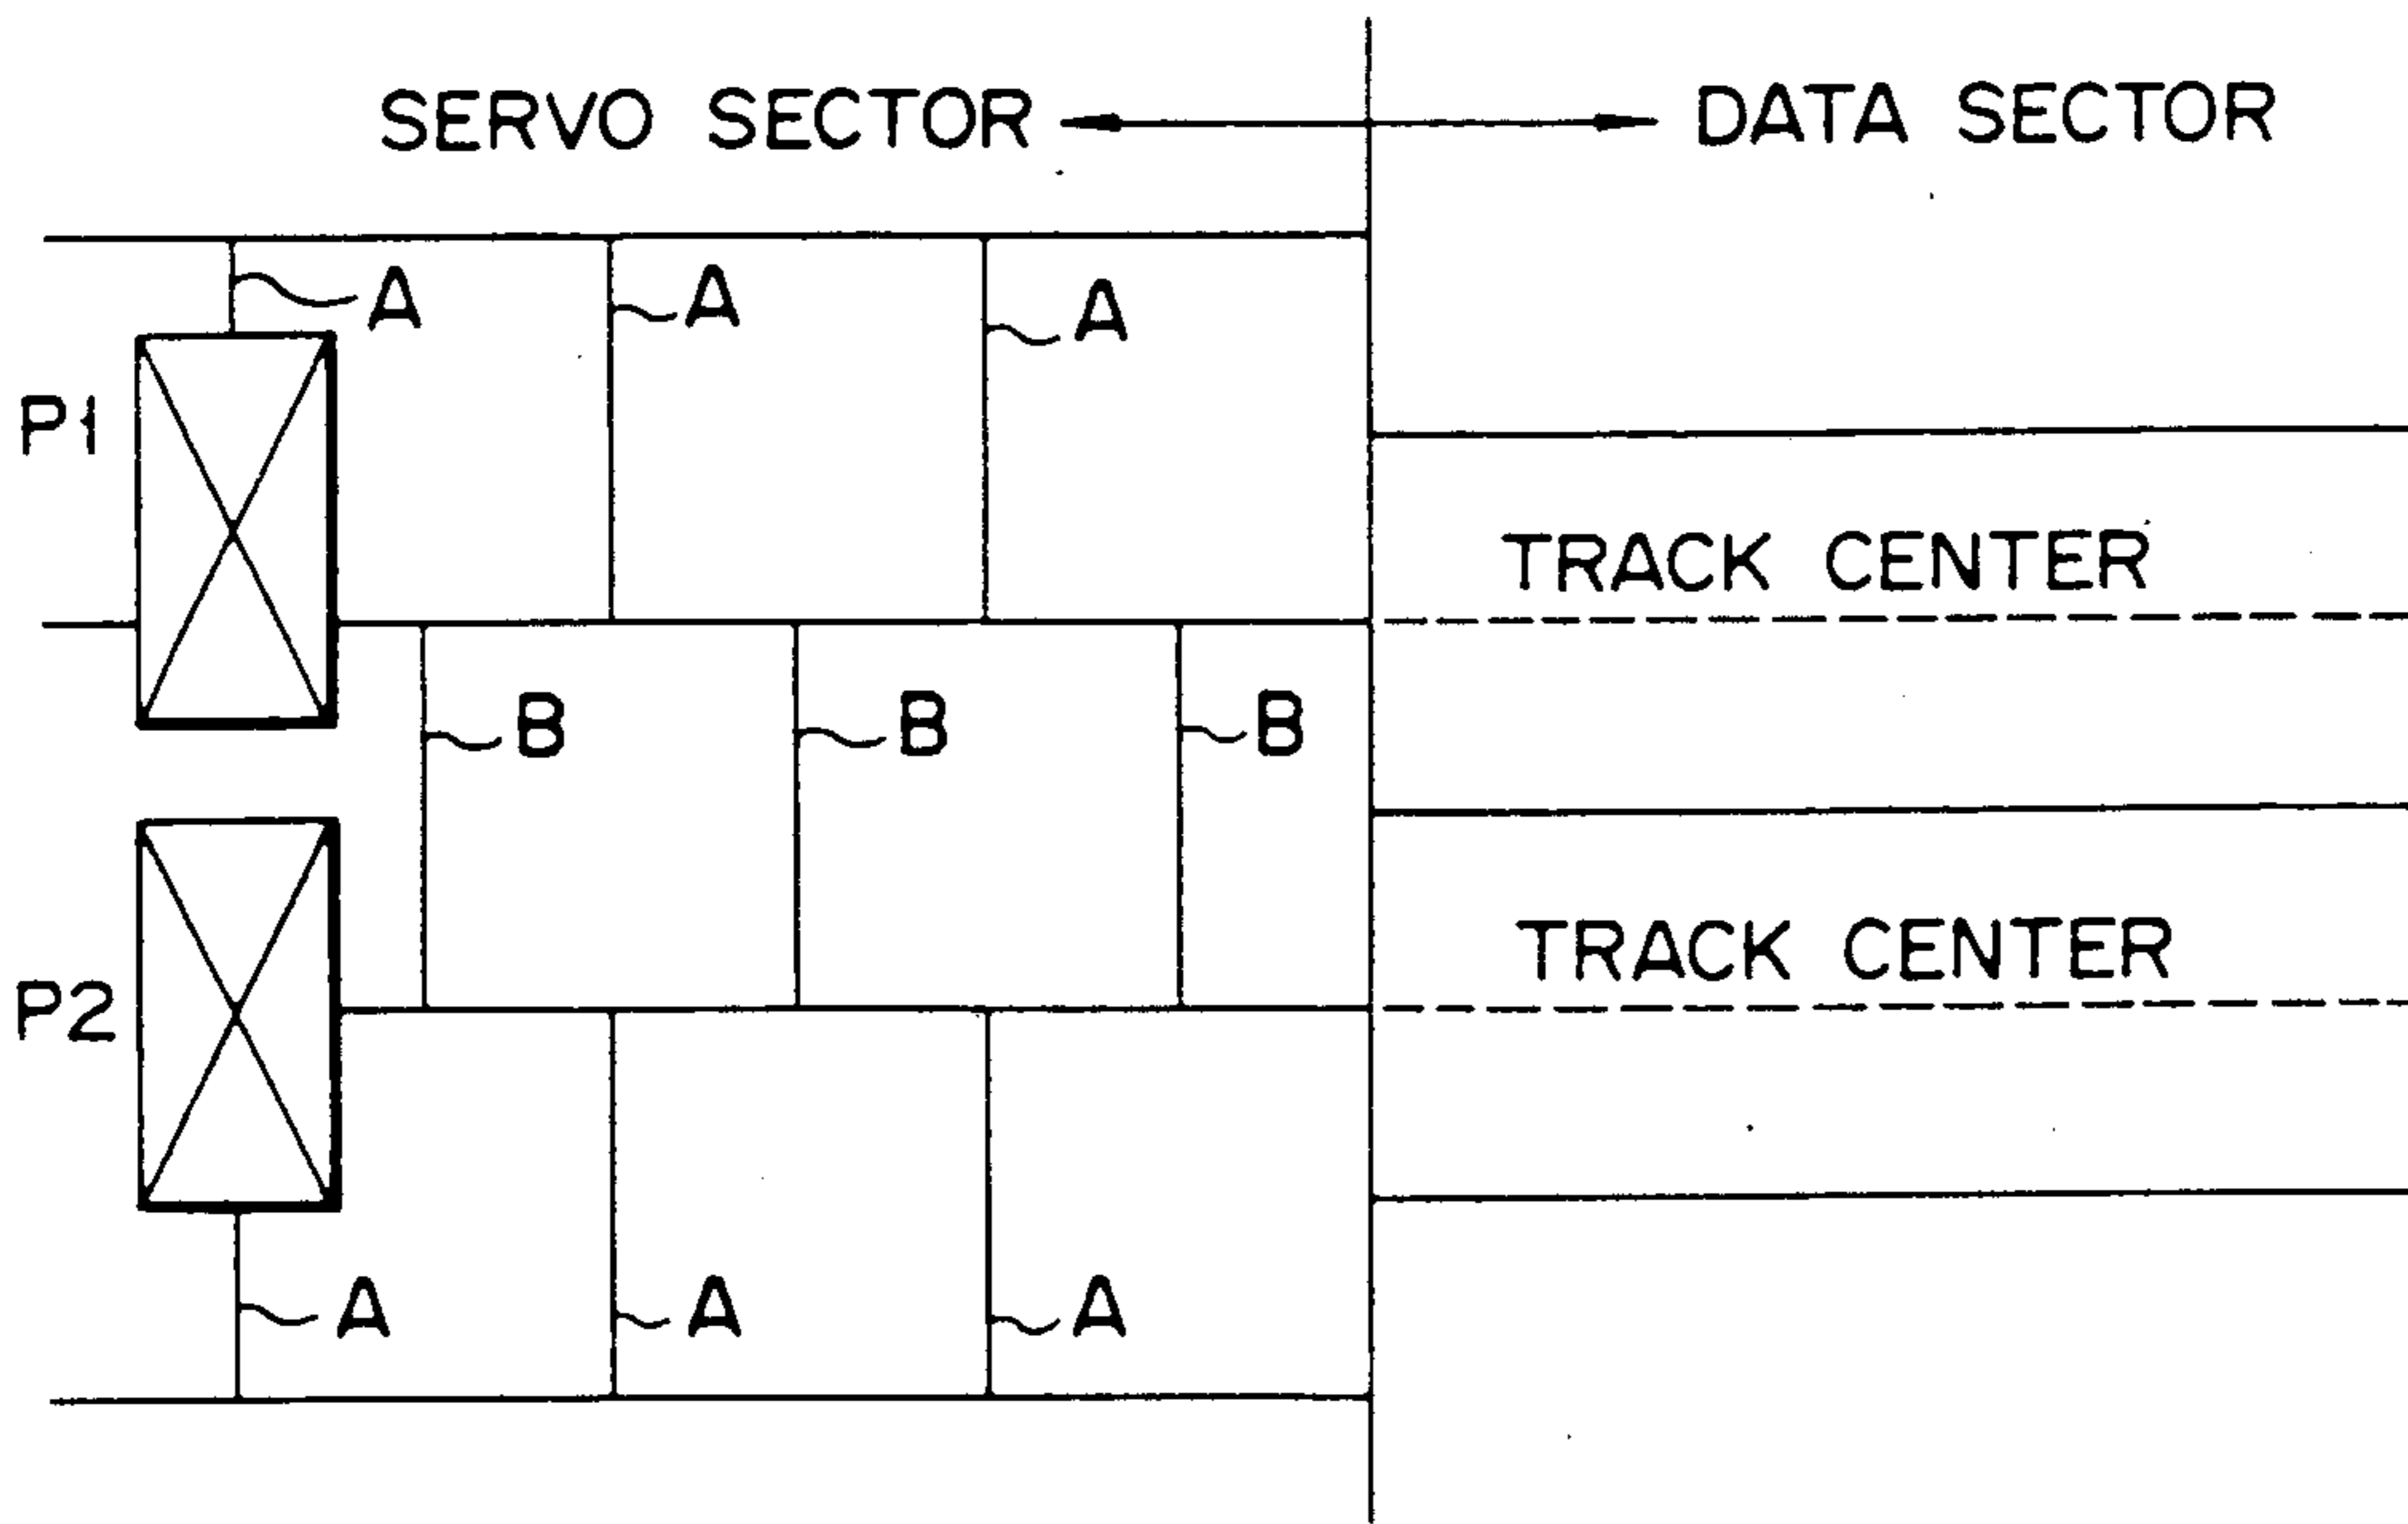 SERVO SECTOR
DATA SECTOR
A
A
A
P1
TRACK CENTER
B
B
B
TRACK CENTER
P2
A
A
A